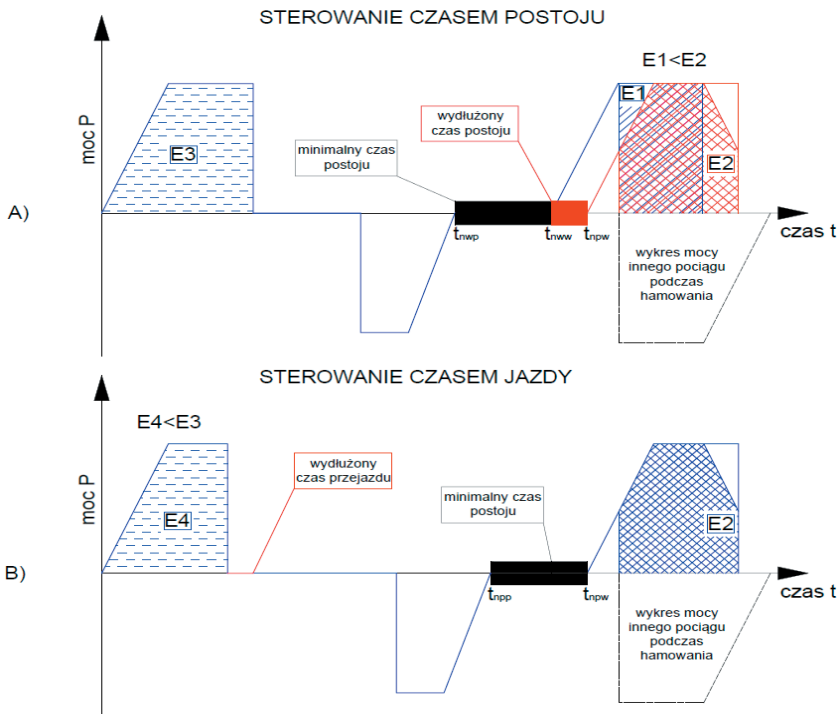 STEROWANIE CZASEM POSTOJU
moc P
A)
E3
minimalny czas
postoju
wydłużony
czas postoju
E1<E2
E1
E2
tnwp
tnww
tnpw
czas t
wykres mocy
innego pociągu
podczas
hamowania
STEROWANIE CZASEM JAZDY
moc P
B)
E4<E3
E4
wydłużony
czas przejazdu
minimalny czas
postoju
E2
tnpp
tnpw
czas t
wykres mocy
innego pociągu
podczas
hamowania